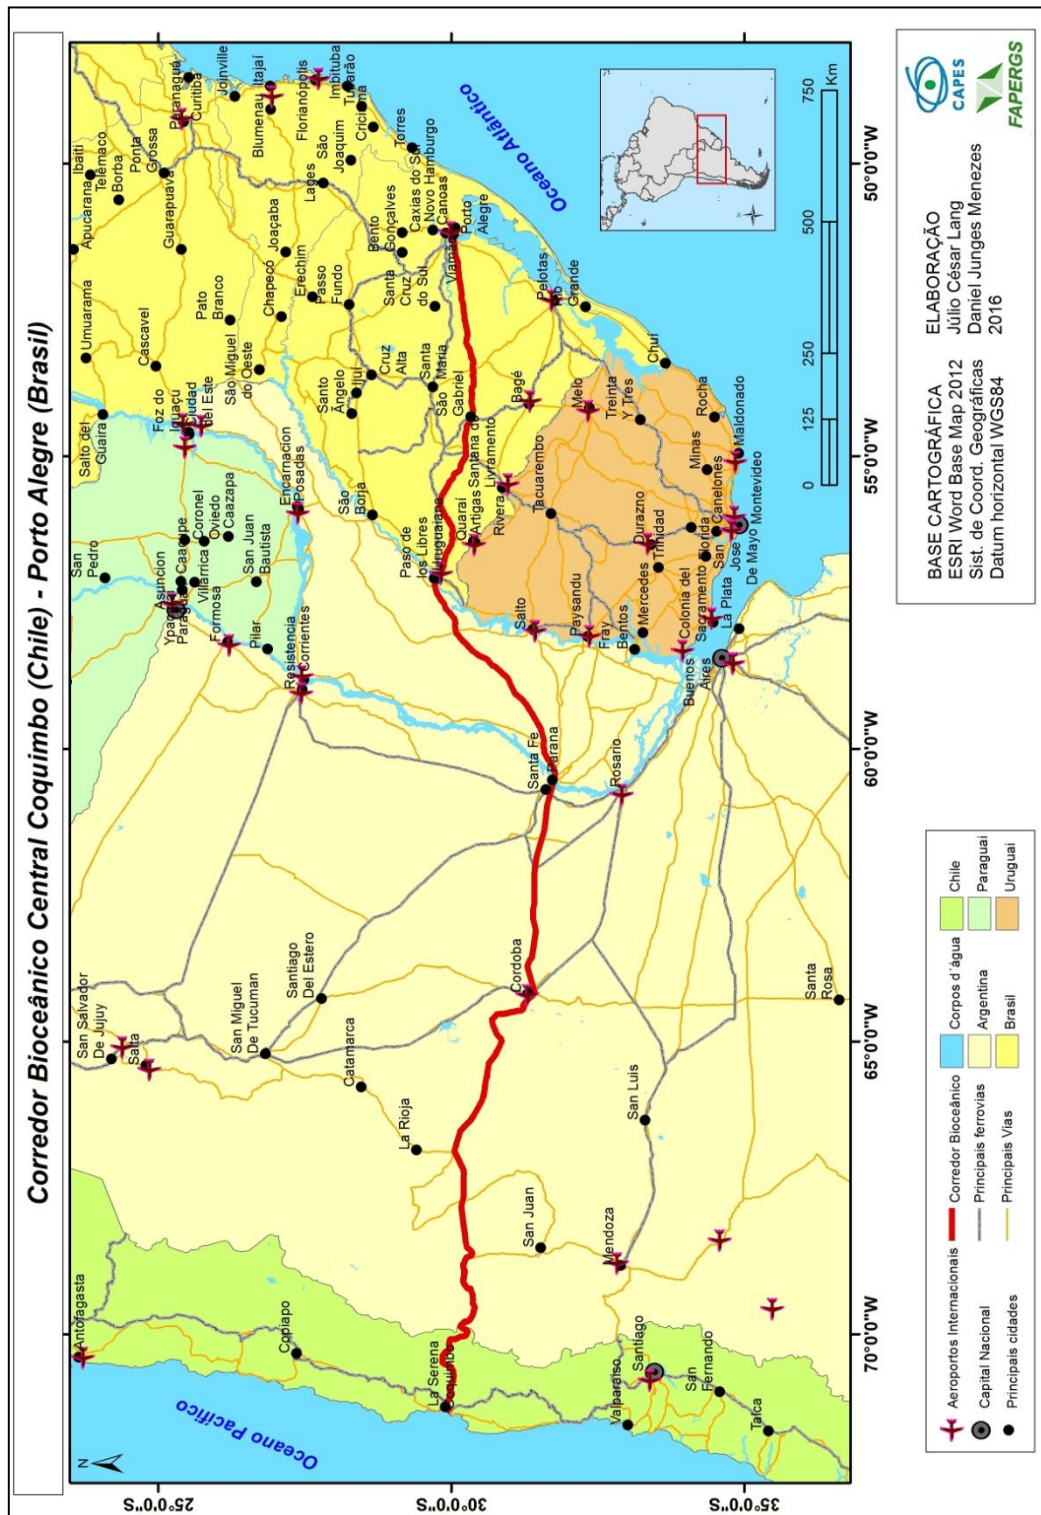 Corredor Bioceânico Central Coquimbo (Chile) - Porto Alegre (Brasil)
N
Oceano Pacífico
Oceano Atlântico
25°0'0"S
30°0'0"S
35°0'0"S
70°0'0"W
65°0'0"W
60°0'0"W
55°0'0"W
50°0'0"W
Antofagasta
Copiapo
La Serena
Coquimbo
Valparaiso
Santiago
San
Fernando
Talca
San Salvador
De Jujuy
Salta
San Miguel
De Tucuman
Santiago
Del Estero
Catamarca
La Rioja
San Juan
Mendoza
San Luis
Cordoba
Santa
Rosa
Santa Fe
Parana
Rosario
Buenos
Aires
La Plata
Resistencia
Corrientes
Formosa
Pilar
San
Pedro
Asuncion
Ypacarai
Paraguari
Caacupe
Villarrica
Coronel
Oviedo
Caazapa
San Juan
Bautista
Encarnacion
Posadas
Salto del
Guaira
Foz do
Iguaçu
Ciudad
del Este
Paso de
los Libres
Uruguaiana
São
Borja
Quaraí
Artigas
Santana do
Livramento
Rivera
Tacuarembo
Salto
Paysandu
Fray
Bentos
Mercedes
Colonia del
Sacramento
Durazno
Trinidad
Florida
San
Jose
De Mayo
Canelones
Montevideo
Minas
Maldonado
Rocha
Treinta
Y Tres
Melo
Chuí
Bagé
Pelotas
Rio
Grande
São
Gabriel
Santa
Maria
Cruz
Alta
Ijuí
Santo
Ângelo
Santa
Cruz
do Sul
Passo
Fundo
Erechim
Bento
Gonçalves
Caxias do Sul
Novo Hamburgo
Canoas
Porto
Alegre
Viamão
Torres
Criciúma
Tubarão
Imbituba
São
Joaquim
Lages
Florianópolis
Blumenau
Itajaí
Joinville
Joaçaba
Chapecó
São Miguel
do Oeste
Pato
Branco
Cascavel
Umuarama
Guarapuava
Apucarana
Ponta
Grossa
Telêmaco
Borba
Ibaiti
Curitiba
Paranaguá
0 125 250 500 750
Km
Aeroportos Internacionais
Capital Nacional
Principais cidades
Corredor Bioceânico
Principais ferrovias
Principais Vias
Corpos d´água
Argentina
Brasil
Chile
Paraguai
Uruguai
BASE CARTOGRÁFICA
ESRI Word Base Map 2012
Sist. de Coord. Geográficas
Datum horizontal WGS84
ELABORAÇÃO
Júlio César Lang
Daniel Junges Menezes
2016
CAPES
FAPERGS